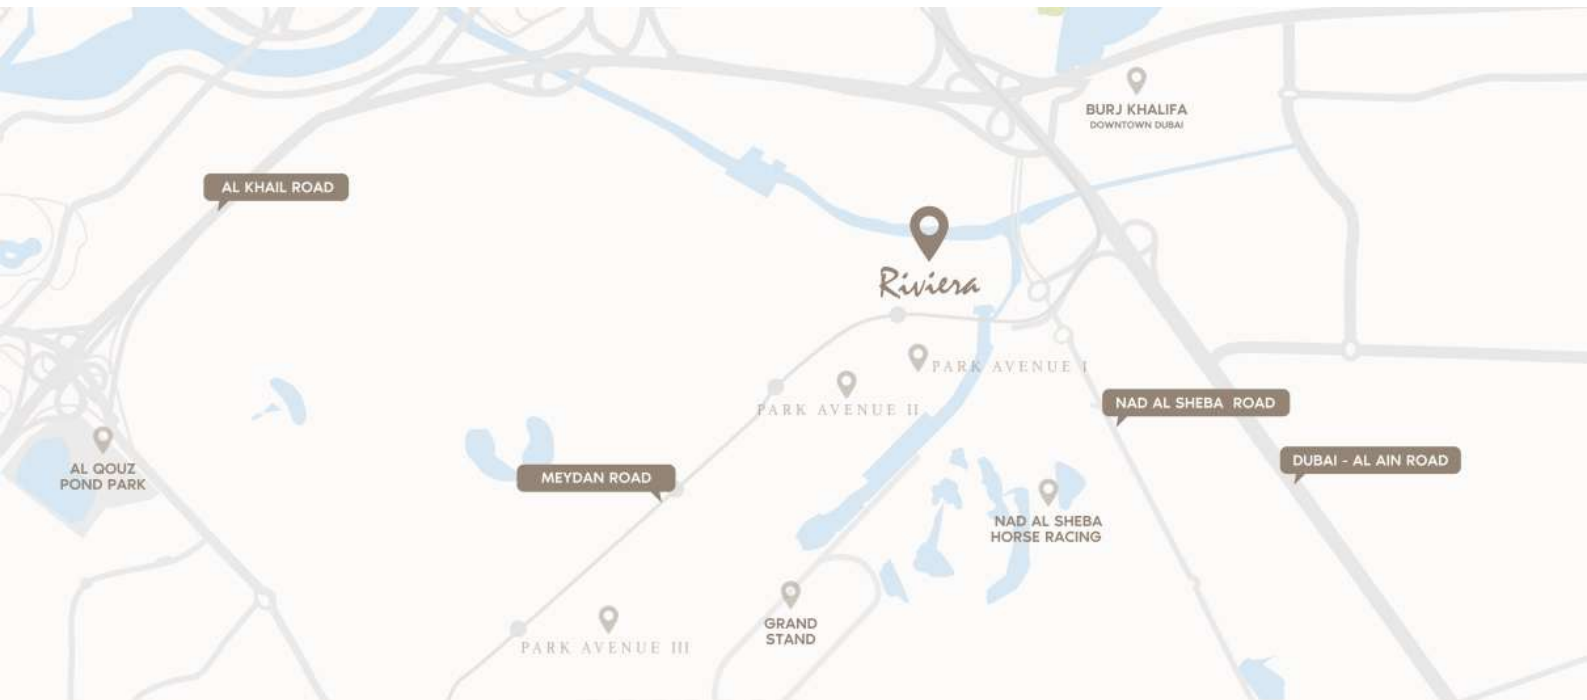 BURJ KHALIFA
DOWNTOWN DUBAI
AL KHAIL ROAD
Riviera
PARK AVENUE I
PARK AVENUE II
NAD AL SHEBA ROAD
AL QOUZ
POND PARK
MEYDAN ROAD
DUBAI - AL AIN ROAD
NAD AL SHEBA
HORSE RACING
GRAND
STAND
PARK AVENUE III